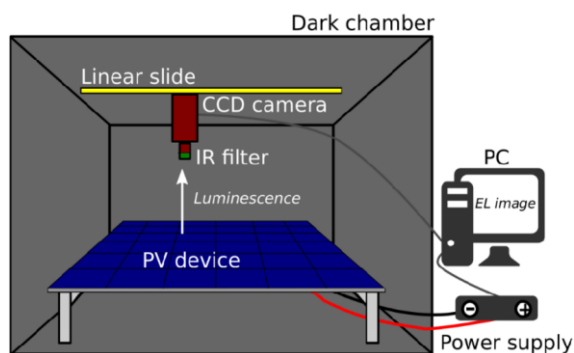 Dark chamber
Linear slide
CCD camera
IR filter
PC
Luminescence
EL image
PV device
Power supply